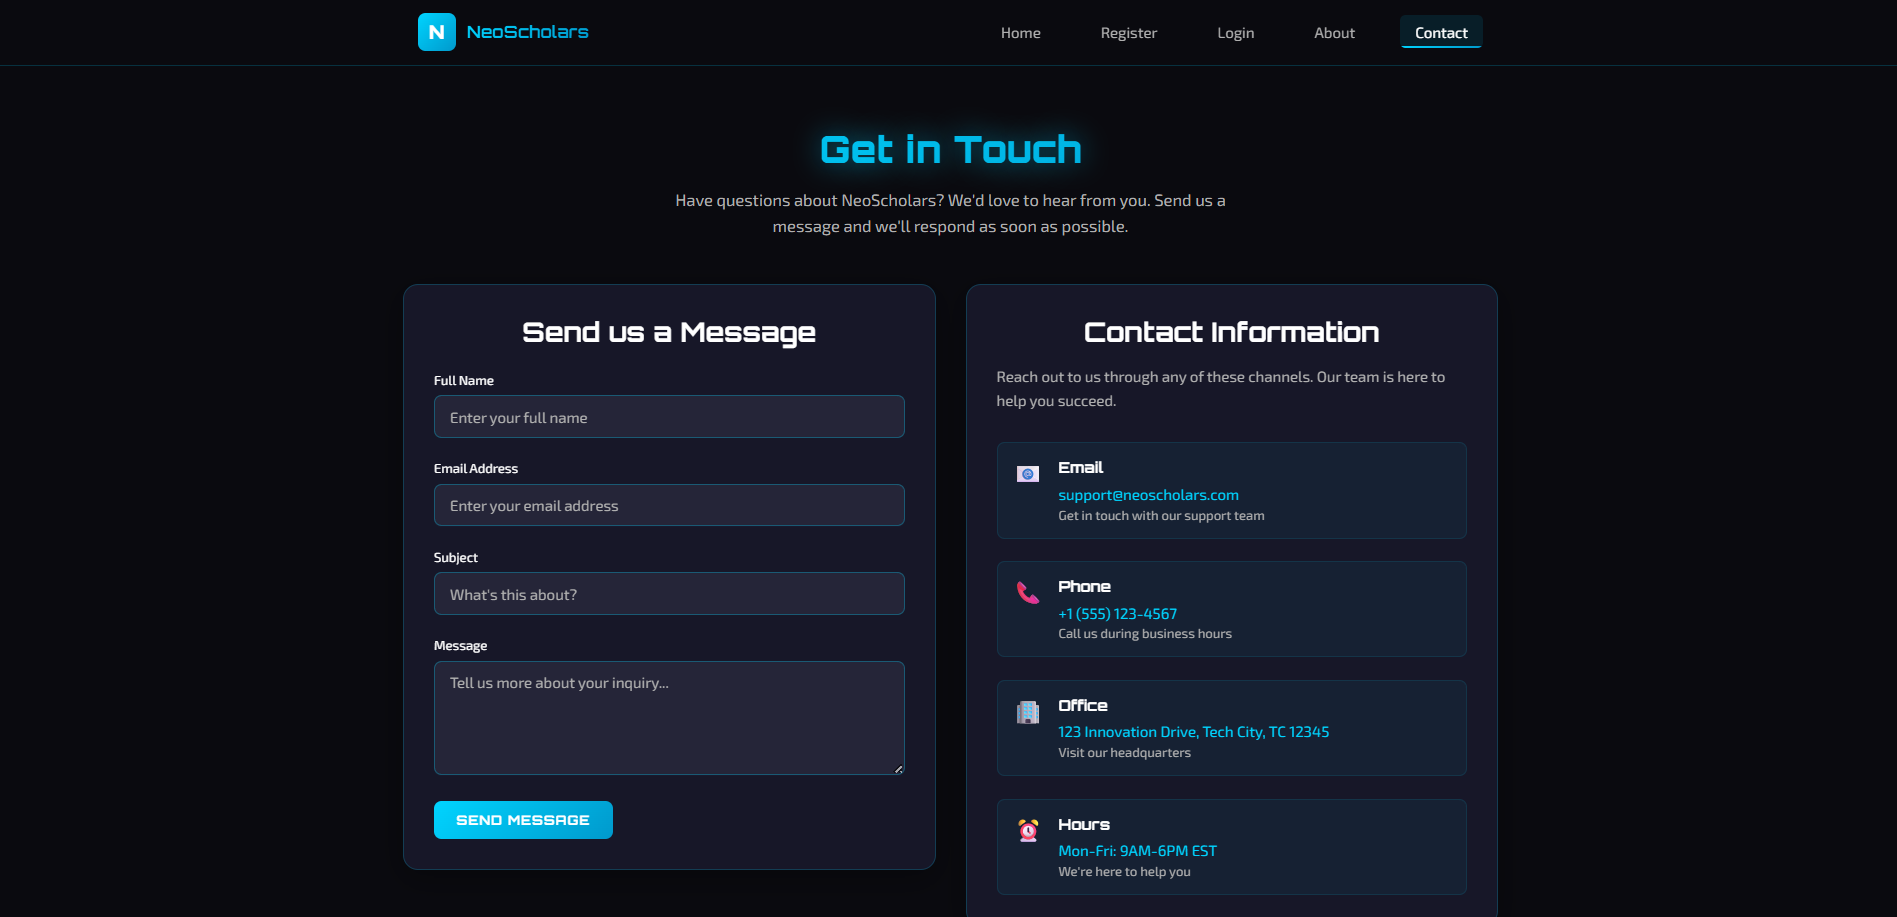 N NeoScholars
Home Register Login About Contact
Get in Touch
Have questions about NeoScholars? We'd love to hear from you. Send us a
message and we'll respond as soon as possible.
Send us a Message
Full Name
Enter your full name
Email Address
Enter your email address
Subject
What's this about?
Message
Tell us more about your inquiry...
SEND MESSAGE
Contact Information
Reach out to us through any of these channels. Our team is here to
help you succeed.
Email
support@neoscholars.com
Get in touch with our support team
Phone
+1 (555) 123-4567
Call us during business hours
Office
123 Innovation Drive, Tech City, TC 12345
Visit our headquarters
Hours
Mon-Fri: 9AM-6PM EST
We're here to help you